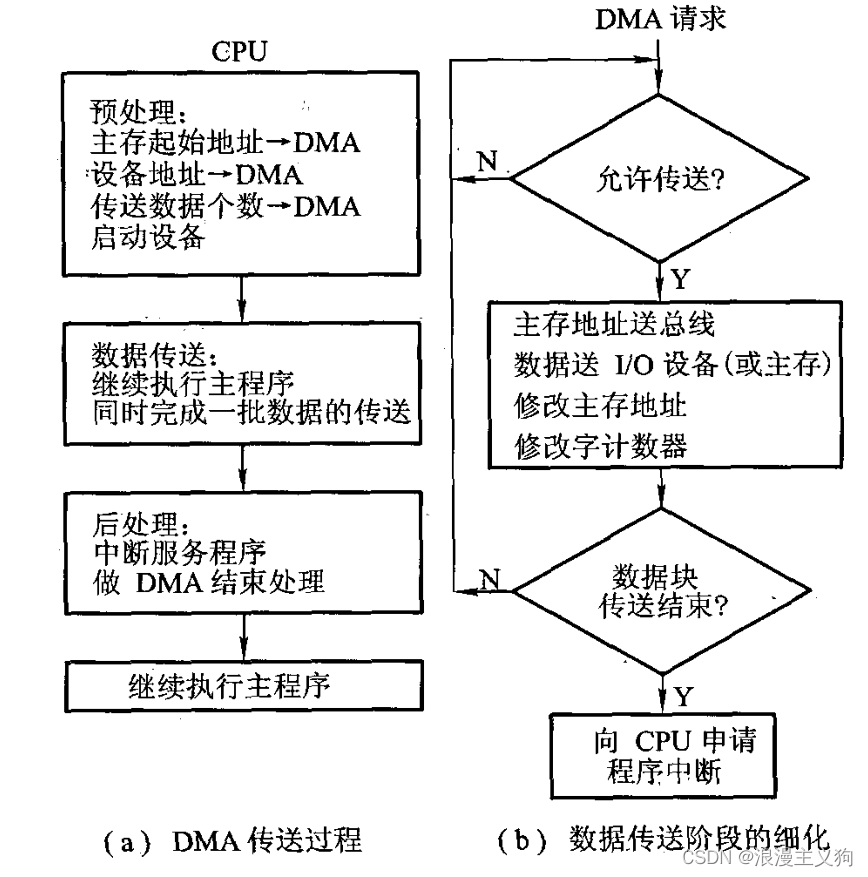 CPU
预处理：
主存起始地址→DMA
设备地址→DMA
传送数据个数→DMA
启动设备
数据传送：
继续执行主程序
同时完成一批数据的传送
后处理：
中断服务程序
做 DMA 结束处理
继续执行主程序
(a) DMA 传送过程
DMA 请求
允许传送?
N
Y
主存地址送总线
数据送 I/O 设备(或主存)
修改主存地址
修改字计数器
数据块
传送结束?
N
Y
向 CPU 申请
程序中断
(b) 数据传送阶段的细化
CSDN @浪漫主义狗